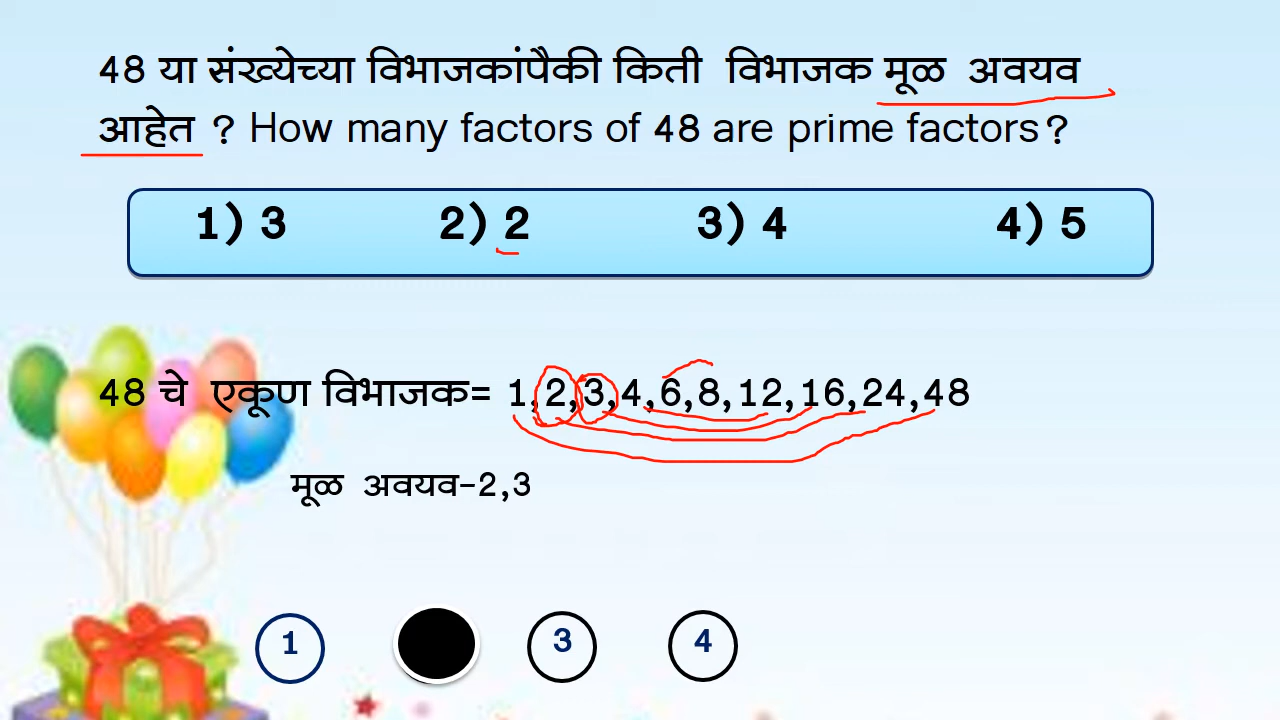 48 या संख्येच्या विभाजकांपैकी किती विभाजक मूळ अवयव
आहेत ? How many factors of 48 are prime factors?
1) 3 2) 2 3) 4 4) 5
48 चे एकूण विभाजक= 1,2,3,4,6,8,12,16,24,48
मूळ अवयव-2,3
1 3 4